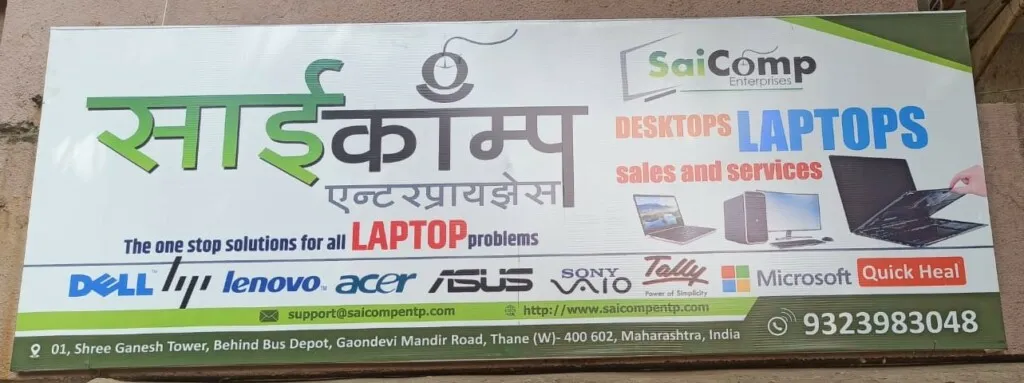 साईकॉम्प
एन्टरप्रायझेस
The one stop solutions for all LAPTOP problems
SaiComp
Enterprises
DESKTOPS LAPTOPS
sales and services
DELL hp lenovo acer ASUS SONY VAIO Tally Power of Simplicity Microsoft Quick Heal
support@saicompentp.com http://www.saicompentp.com
9323983048
01, Shree Ganesh Tower, Behind Bus Depot, Gaondevi Mandir Road, Thane (W)- 400 602, Maharashtra, India